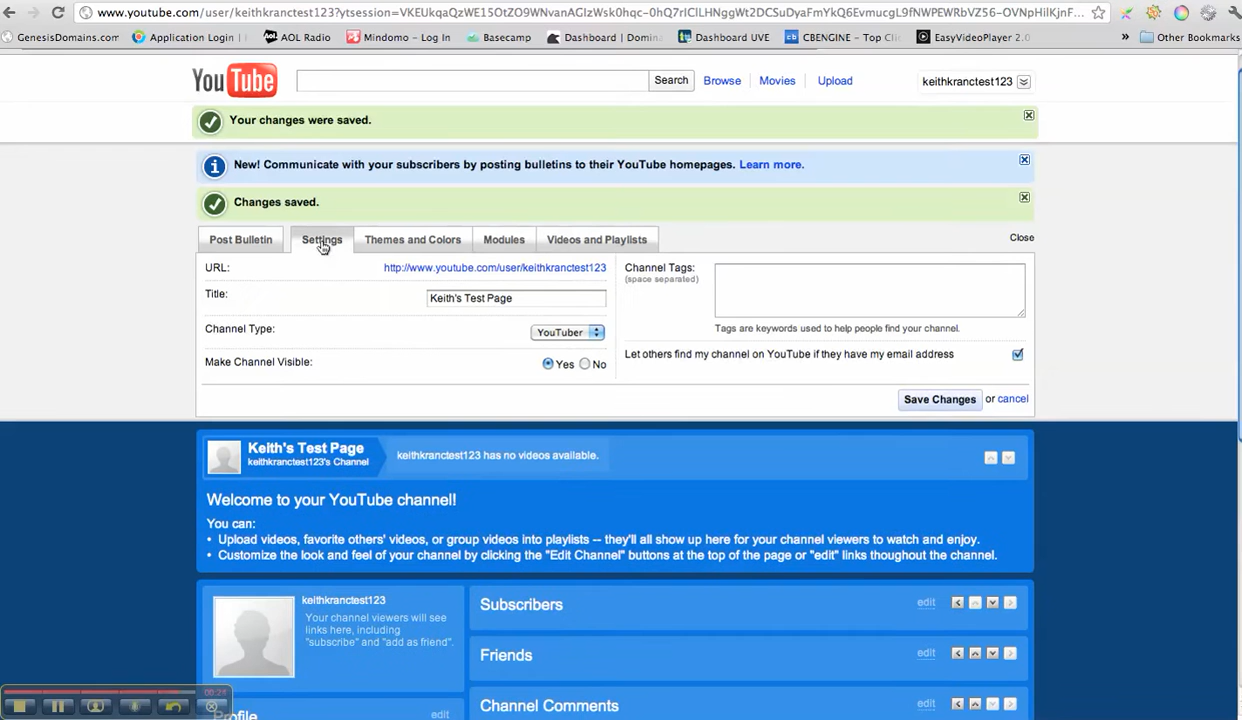 www.youtube.com/user/keithkranctest123?ytsession=
GenesisDomains.com Application Login | AOL Radio Mindomo – Log In Basecamp Dashboard | Domina Dashboard UVE CBENGINE – Top Cli EasyVideoPlayer 2.0 » Other Bookmarks
YouTube Search Browse Movies Upload keithkranctest123
Your changes were saved.
New! Communicate with your subscribers by posting bulletins to their YouTube homepages. Learn more.
Changes saved.
Post Bulletin Settings Themes and Colors Modules Videos and Playlists Close
URL: http://www.youtube.com/user/keithkranctest123
Title: Keith's Test Page
Channel Type: YouTuber
Make Channel Visible: Yes No
Channel Tags:
(space separated)
Tags are keywords used to help people find your channel.
Let others find my channel on YouTube if they have my email address
Save Changes or cancel
Keith's Test Page
keithkranctest123's Channel
keithkranctest123 has no videos available.
Welcome to your YouTube channel!
You can:
• Upload videos, favorite others' videos, or group videos into playlists -- they'll all show up here for your channel viewers to watch and enjoy.
• Customize the look and feel of your channel by clicking the "Edit Channel" buttons at the top of the page or "edit" links thoughout the channel.
keithkranctest123
Your channel viewers will see
links here, including
"subscribe" and "add as friend".
Subscribers edit
Friends edit
Channel Comments edit
Profile edit
00:24